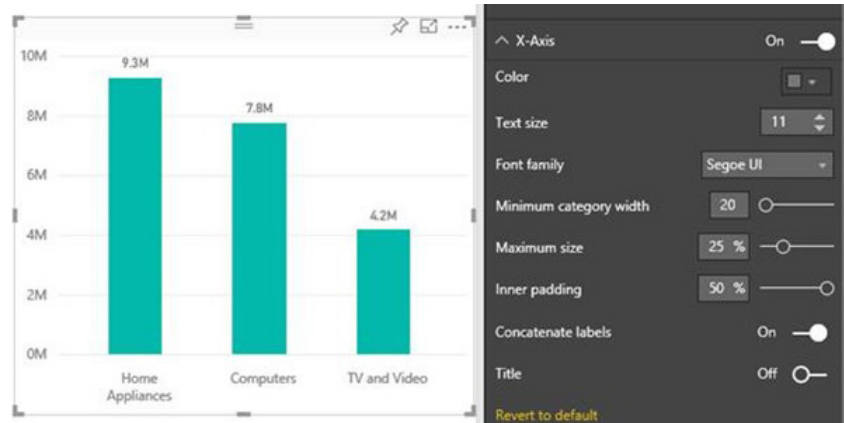 10M
8M
6M
4M
2M
0M
9.3M
7.8M
4.2M
Home
Appliances
Computers
TV and Video
X-Axis On
Color
Text size 11
Font family Segoe UI
Minimum category width 20
Maximum size 25 %
Inner padding 50 %
Concatenate labels On
Title Off
Revert to default